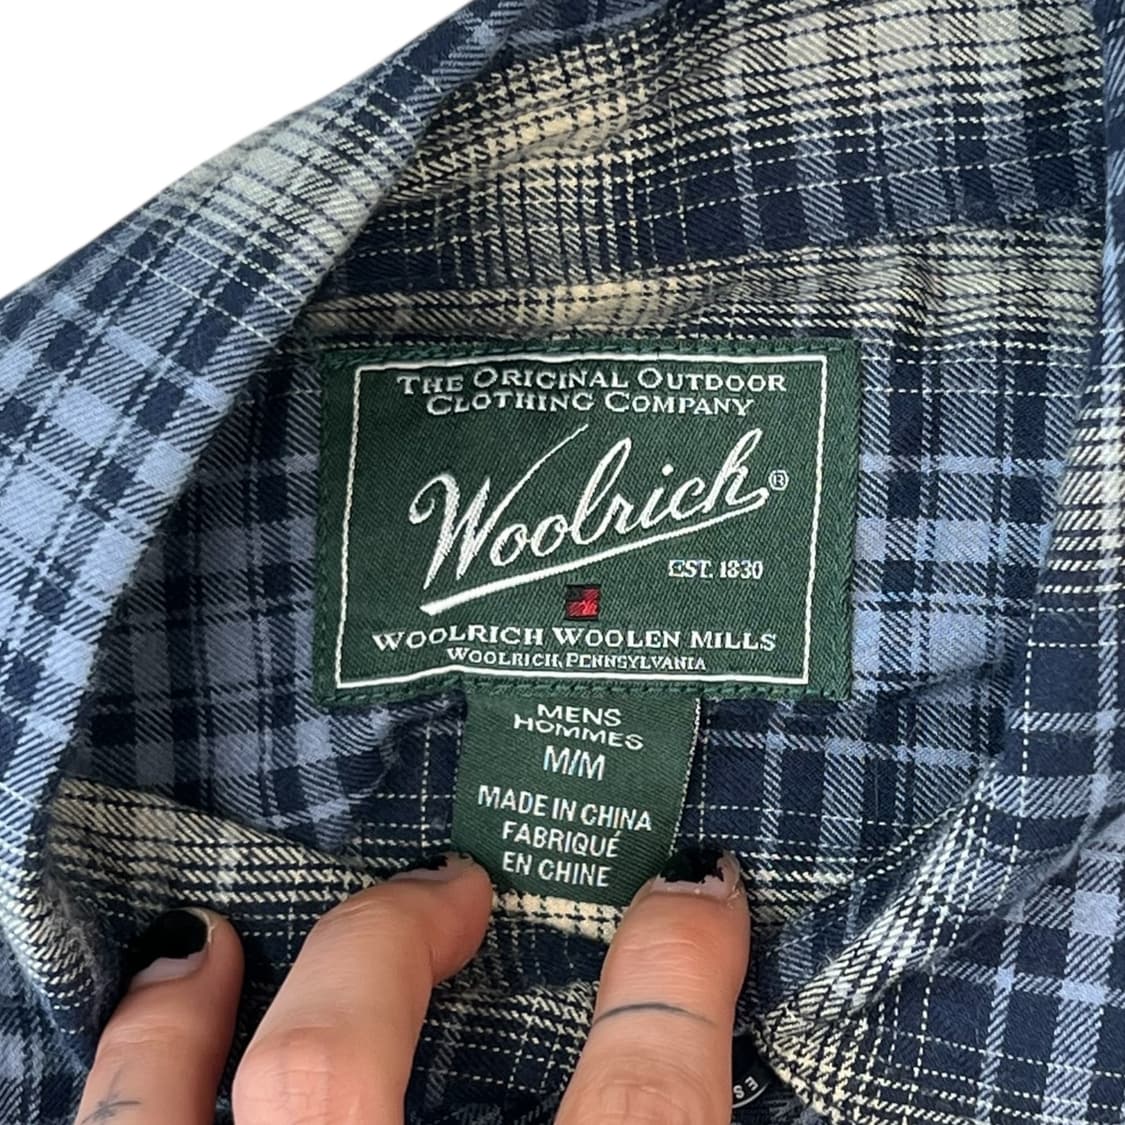 THE ORIGINAL OUTDOOR
CLOTHING COMPANY
Woolrich®
EST. 1830
WOOLRICH WOOLEN MILLS
WOOLRICH, PENNSYLVANIA
MENS
HOMMES
M/M
MADE IN CHINA
FABRIQUÉ
EN CHINE